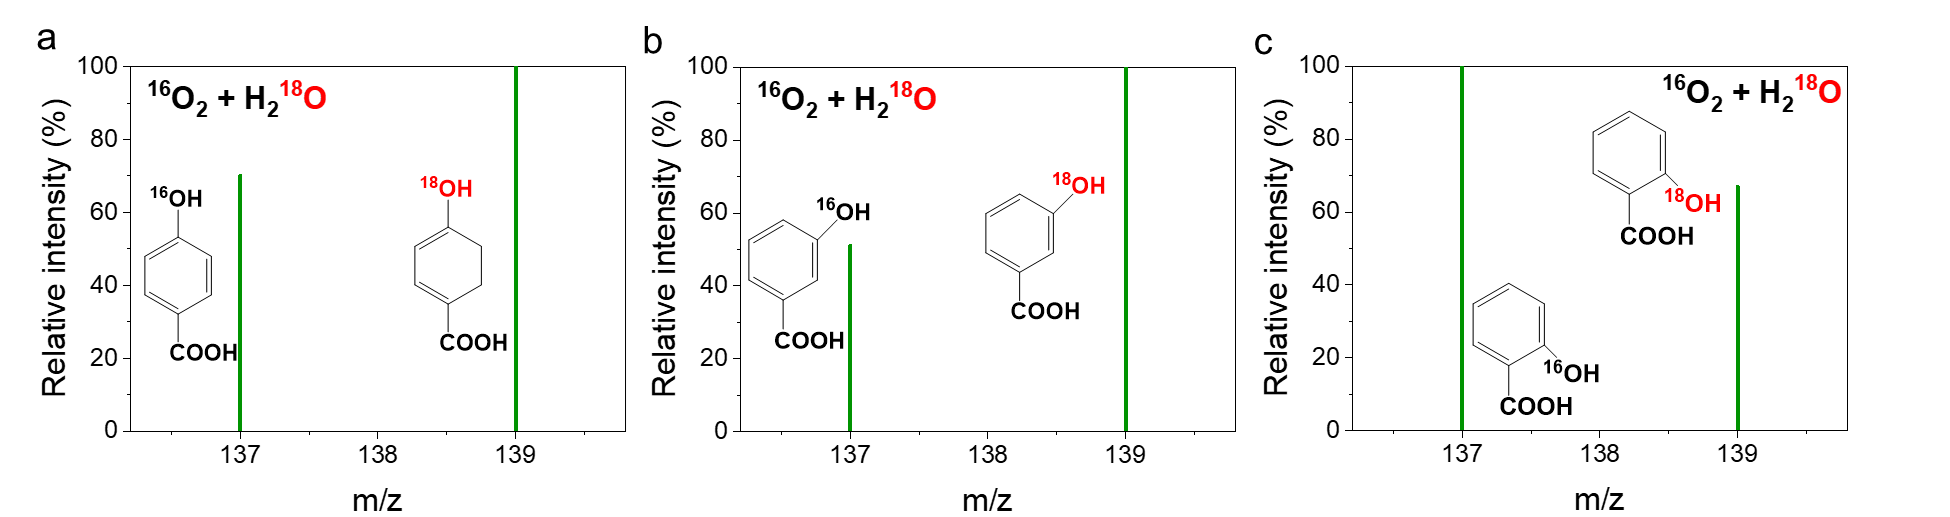 a
100
80
60
40
20
0
Relative intensity (%)
¹⁶O₂ + H₂¹⁸O
¹⁶OH
COOH
¹⁸OH
COOH
137
138
139
m/z
b
100
80
60
40
20
0
Relative intensity (%)
¹⁶O₂ + H₂¹⁸O
¹⁶OH
COOH
¹⁸OH
COOH
137
138
139
m/z
c
100
80
60
40
20
0
Relative intensity (%)
¹⁶O₂ + H₂¹⁸O
¹⁸OH
COOH
¹⁶OH
COOH
137
138
139
m/z